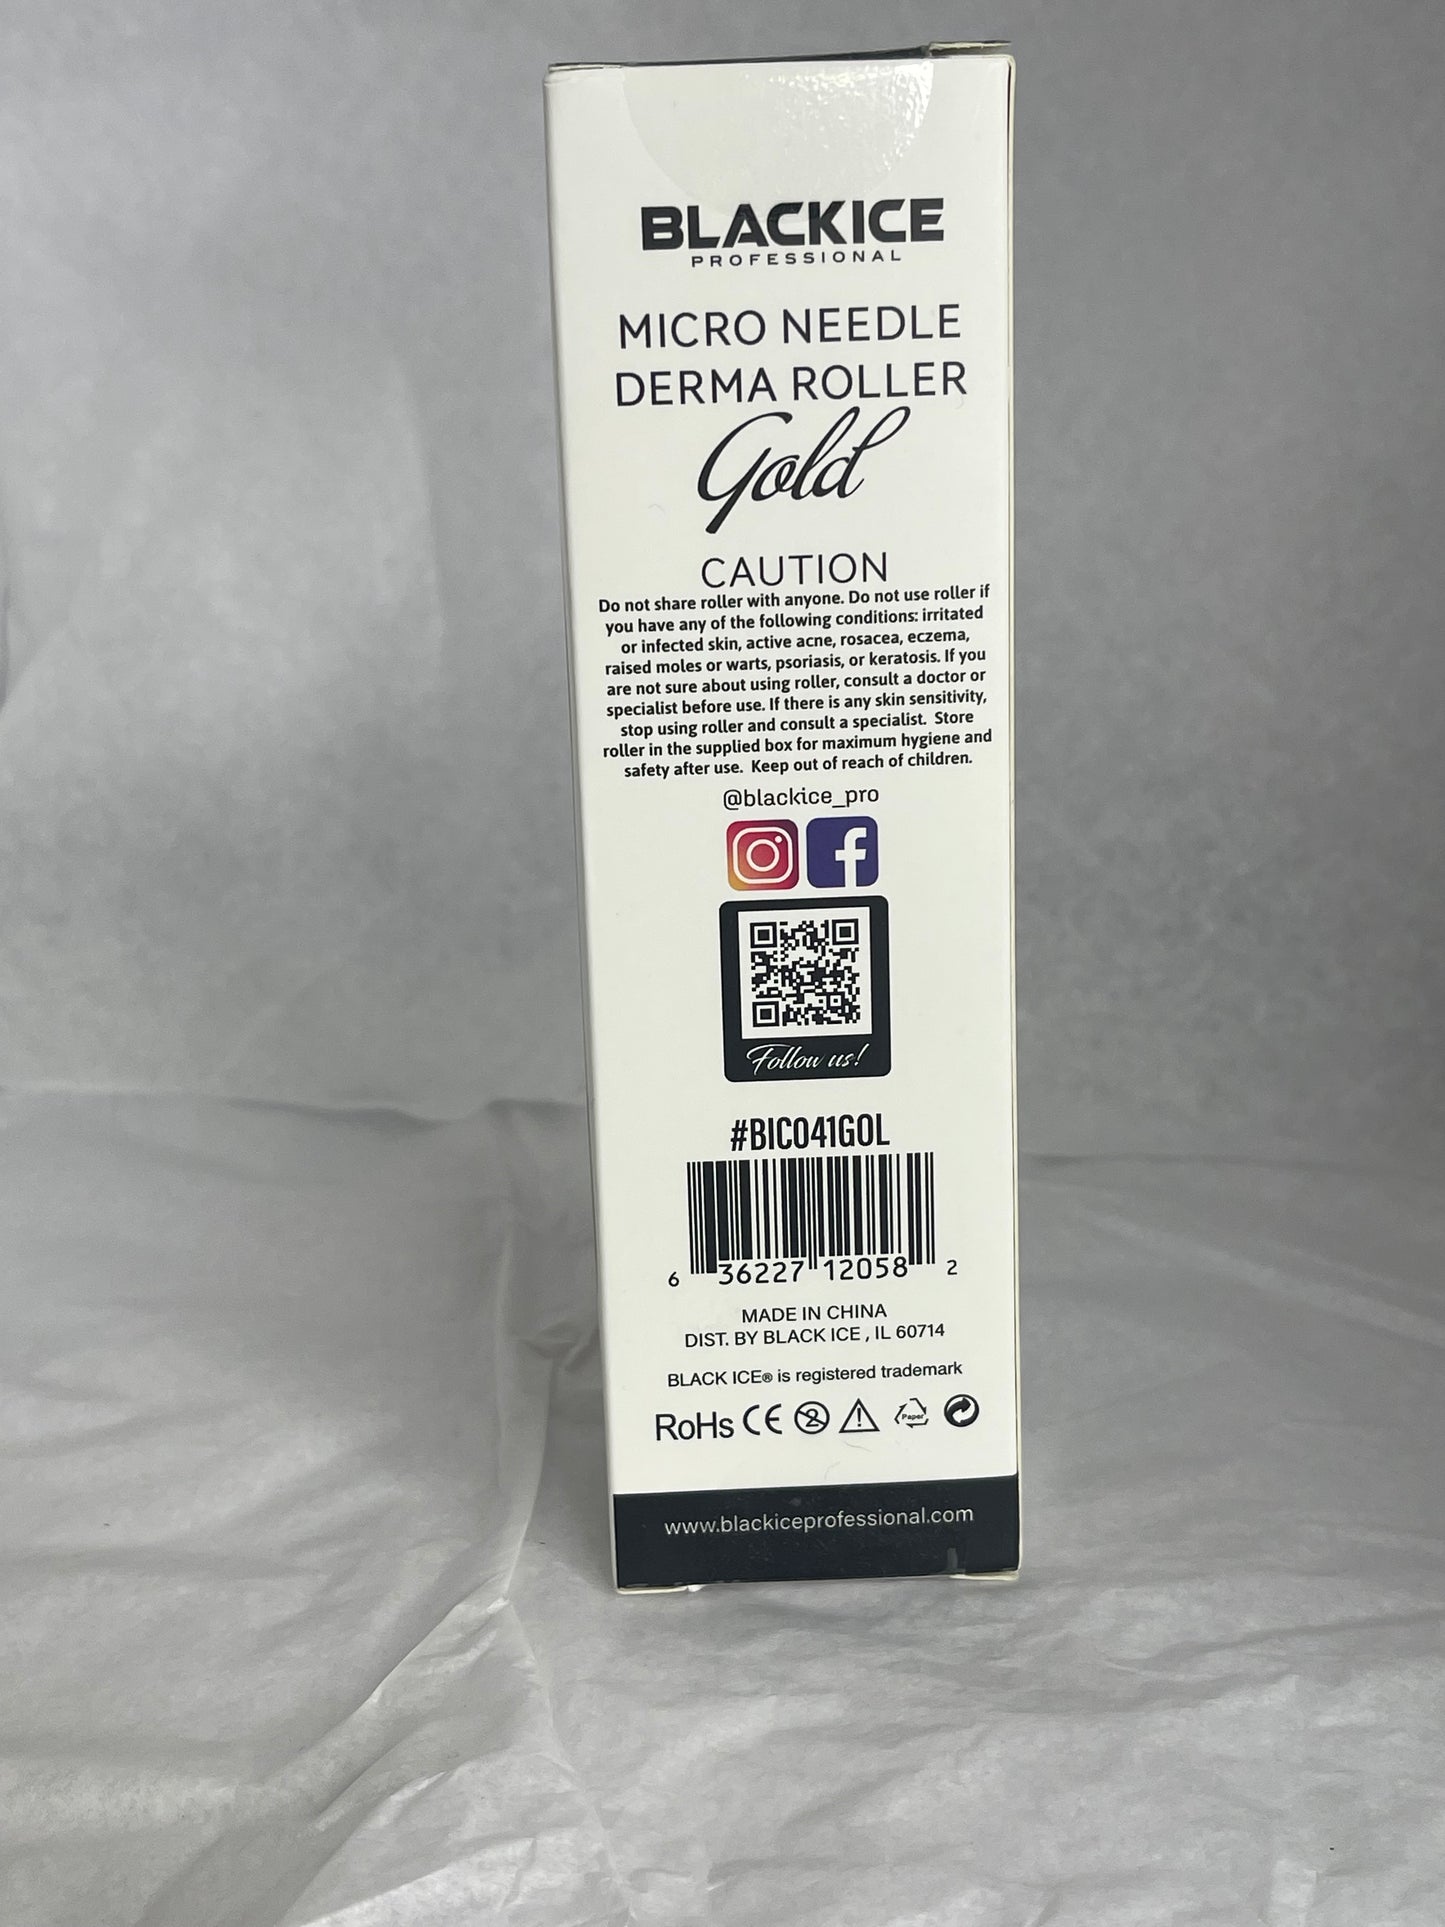 BLACKICE
PROFESSIONAL
MICRO NEEDLE
DERMA ROLLER
Gold
CAUTION
Do not share roller with anyone. Do not use roller if
you have any of the following conditions: irritated
or infected skin, active acne, rosacea, eczema,
raised moles or warts, psoriasis, or keratosis. If you
are not sure about using roller, consult a doctor or
specialist before use. If there is any skin sensitivity,
stop using roller and consult a specialist. Store
roller in the supplied box for maximum hygiene and
safety after use. Keep out of reach of children.
@blackice_pro
Follow us!
#BIC041GOL
6 36227 12058 2
MADE IN CHINA
DIST. BY BLACK ICE , IL 60714
BLACK ICE® is registered trademark
RoHs CE 2 ! Paper
www.blackiceprofessional.com